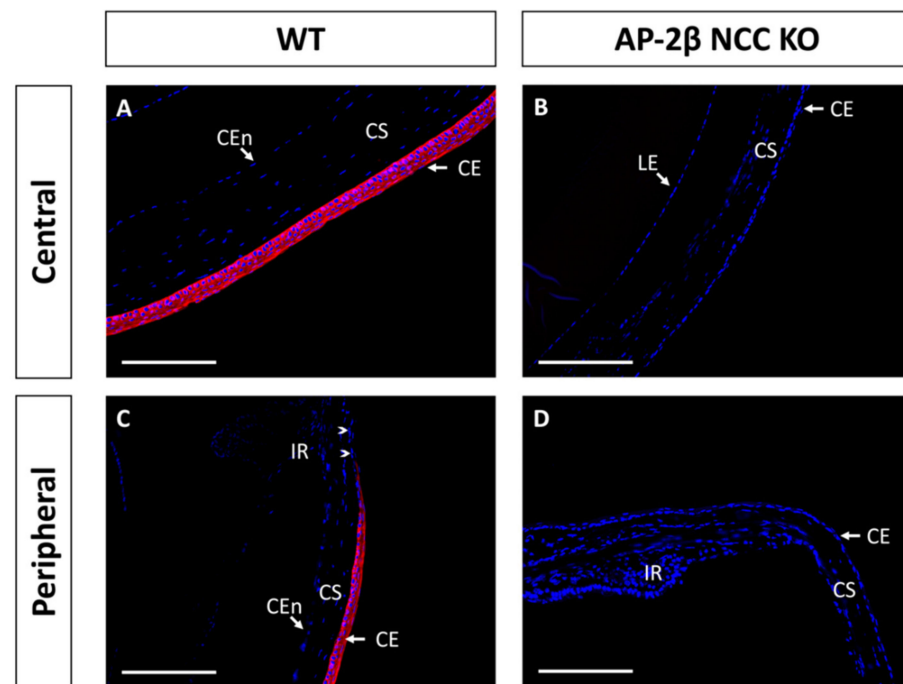 WT
AP-2β NCC KO
Central
A
CEn
CS
CE
B
CE
CS
LE
Peripheral
C
IR
CS
CEn
CE
D
CE
IR
CS